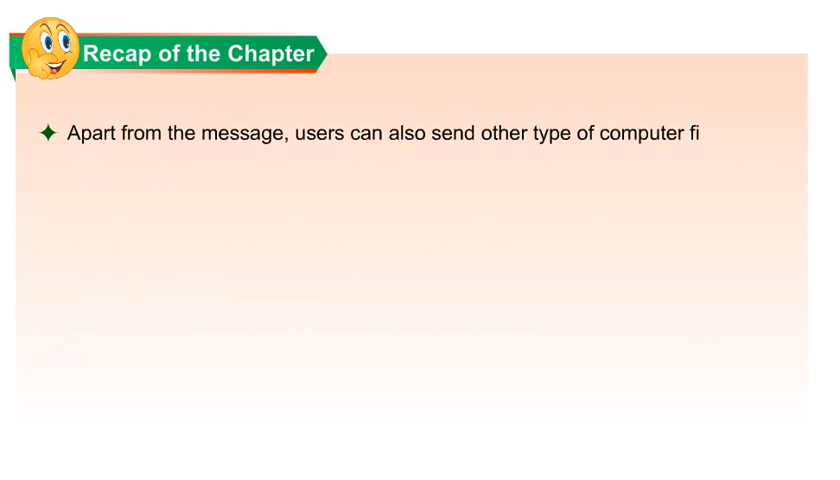 Recap of the Chapter
Apart from the message, users can also send other type of computer fi